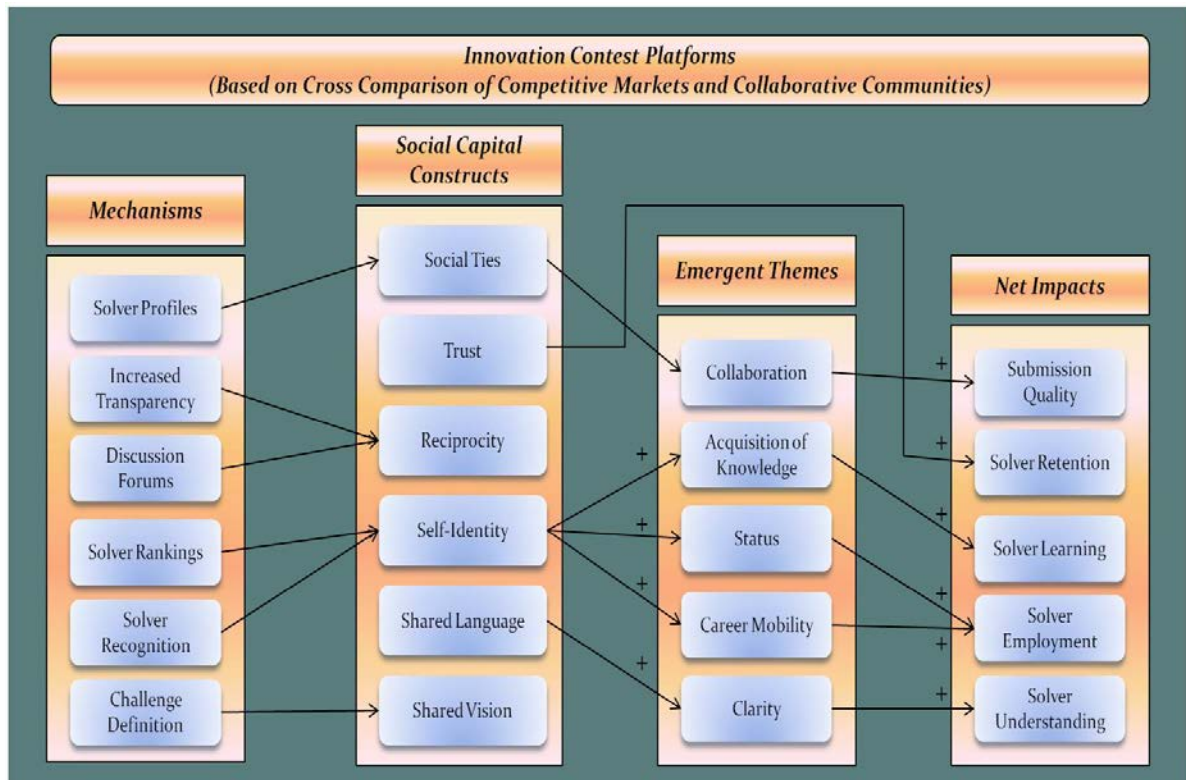 Innovation Contest Platforms
(Based on Cross Comparison of Competitive Markets and Collaborative Communities)
Mechanisms
Solver Profiles
Increased
Transparency
Discussion
Forums
Solver Rankings
Solver
Recognition
Challenge
Definition
Social Capital
Constructs
Social Ties
Trust
Reciprocity
Self-Identity
Shared Language
Shared Vision
Emergent Themes
Collaboration
Acquisition of
Knowledge
Status
Career Mobility
Clarity
+
+
+
+
Net Impacts
Submission
Quality
Solver Retention
Solver Learning
Solver
Employment
Solver
Understanding
+
+
+
+
+
+